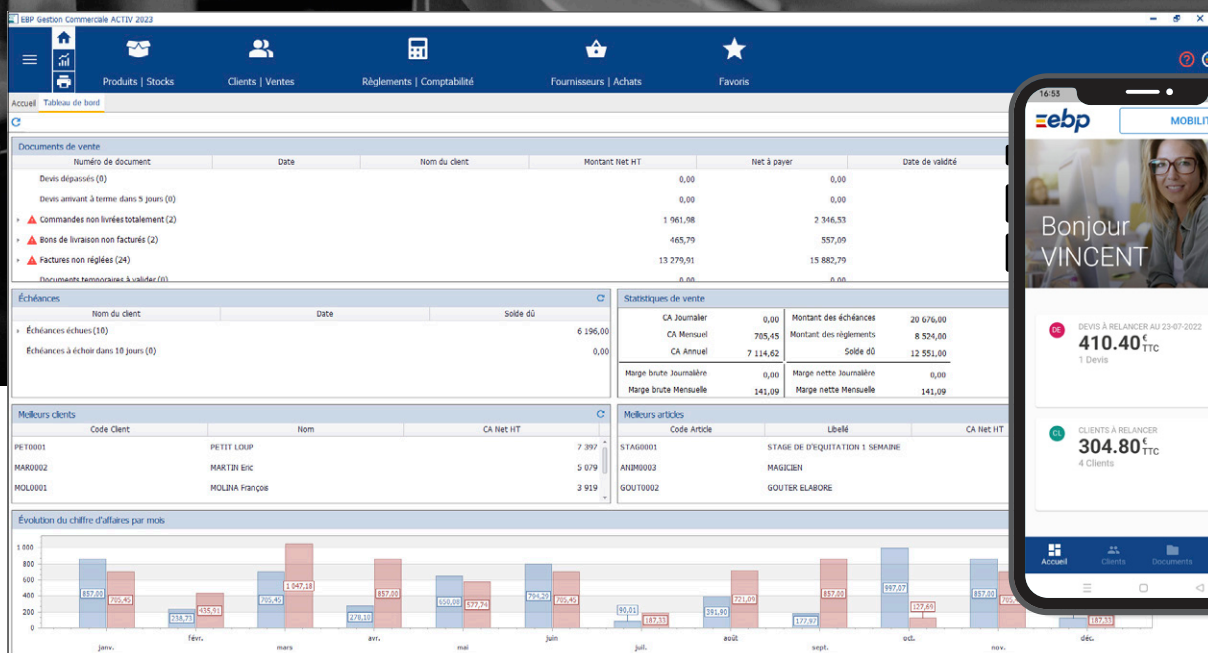 EBP Gestion Commerciale ACTIV 2023
Produits | Stocks
Clients | Ventes
Règlements | Comptabilité
Fournisseurs | Achats
Favoris
Accueil
Tableau de bord
Documents de vente
Numéro de document Date Nom du client Montant Net HT Net à payer Date de validité
Devis dépassés (0) 0,00 0,00
Devis arrivant à terme dans 5 jours (0) 0,00 0,00
Commandes non livrées totalement (2) 1 961,98 2 346,53
Bons de livraison non facturés (2) 465,79 557,09
Factures non réglées (24) 13 279,91 15 882,79
Documents temporaires à valider (0) 0,00 0,00
Échéances
Nom du client Date Solde dû
Échéances échues (10) 6 196,00
Échéances à échoir dans 10 jours (0) 0,00
Statistiques de vente
CA Journalier 0,00 Montant des échéances 20 676,00
CA Mensuel 705,45 Montant des règlements 8 524,00
CA Annuel 7 114,62 Solde dû 12 551,00
Marge brute Journalière 0,00 Marge nette Journalière 0,00
Marge brute Mensuelle 141,09 Marge nette Mensuelle 141,09
Meilleurs clients
Code Client Nom CA Net HT
PET0001 PETIT LOUP 7 397
MAR0002 MARTIN Eric 5 079
MOL0001 MOLINA François 3 919
Meilleurs articles
Code Article Libellé CA Net HT
STAG0001 STAGE DE D'EQUITATION 1 SEMAINE
ANIM0003 MAGICIEN
GOUT0002 GOUTER ELABORE
Évolution du chiffre d'affaires par mois
1 000
800
600
400
200
0
857,00 705,45
238,73 435,91
705,45 1 047,18
278,10 857,00
650,00 577,74
794,20 705,45
90,01 187,33
391,90 721,09
177,97 857,00
997,07 127,69
857,00 705,
187,33
janv. févr. mars avr. mai juin juil. août sept. oct. nov. déc.
16:53
ebp
MOBILIT
Bonjour
VINCENT
DE
DEVIS À RELANCER AU 23-07-2022
410.40 € TTC
1 Devis
CL
CLIENTS À RELANCER
304.80 € TTC
4 Clients
Accueil Clients Documents